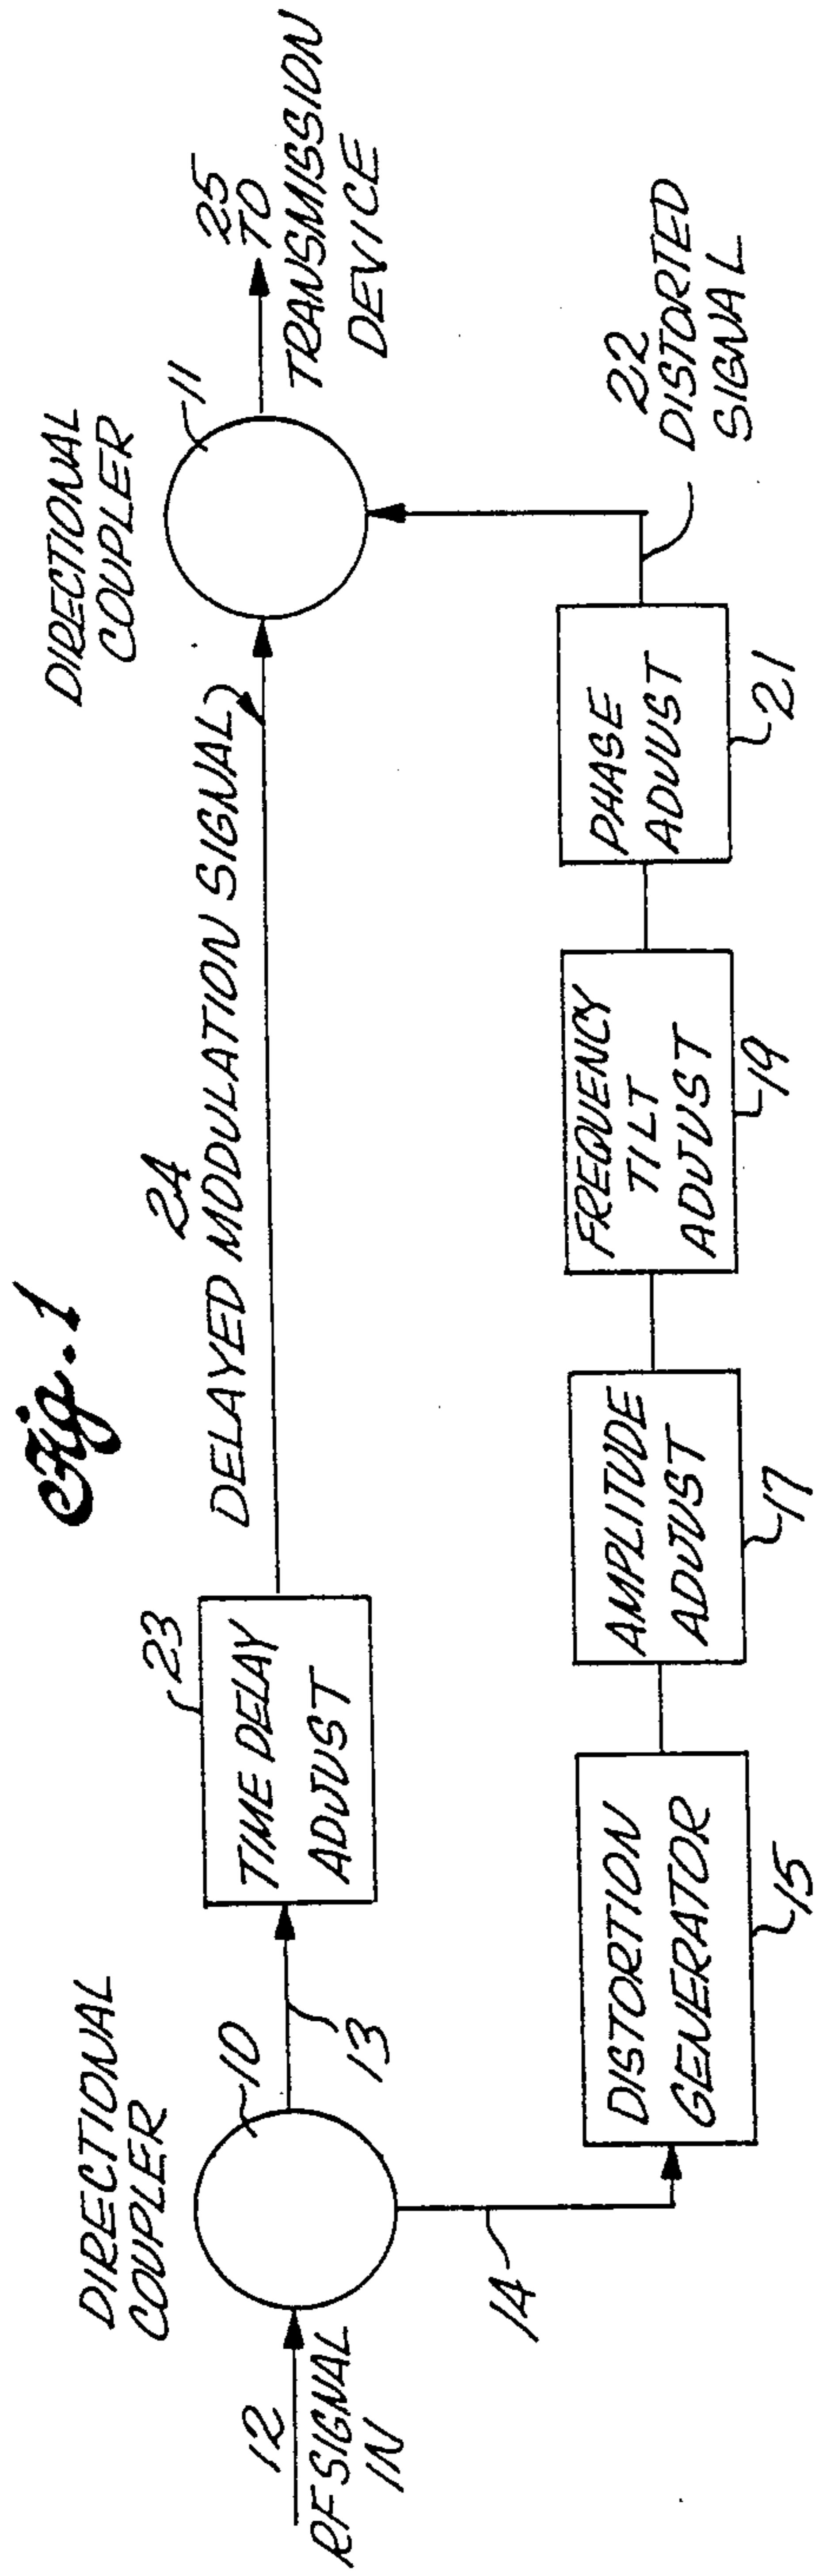 Fig. 1
DIRECTIONAL
COUPLER
10
12
RF SIGNAL
IN
13
14
23
TIME DELAY
ADJUST
24
DELAYED MODULATION SIGNAL
DIRECTIONAL
COUPLER
11
25
TO
TRANSMISSION
DEVICE
DISTORTION
GENERATOR
15
AMPLITUDE
ADJUST
17
FREQUENCY
TILT
ADJUST
19
PHASE
ADJUST
21
22
DISTORTED
SIGNAL